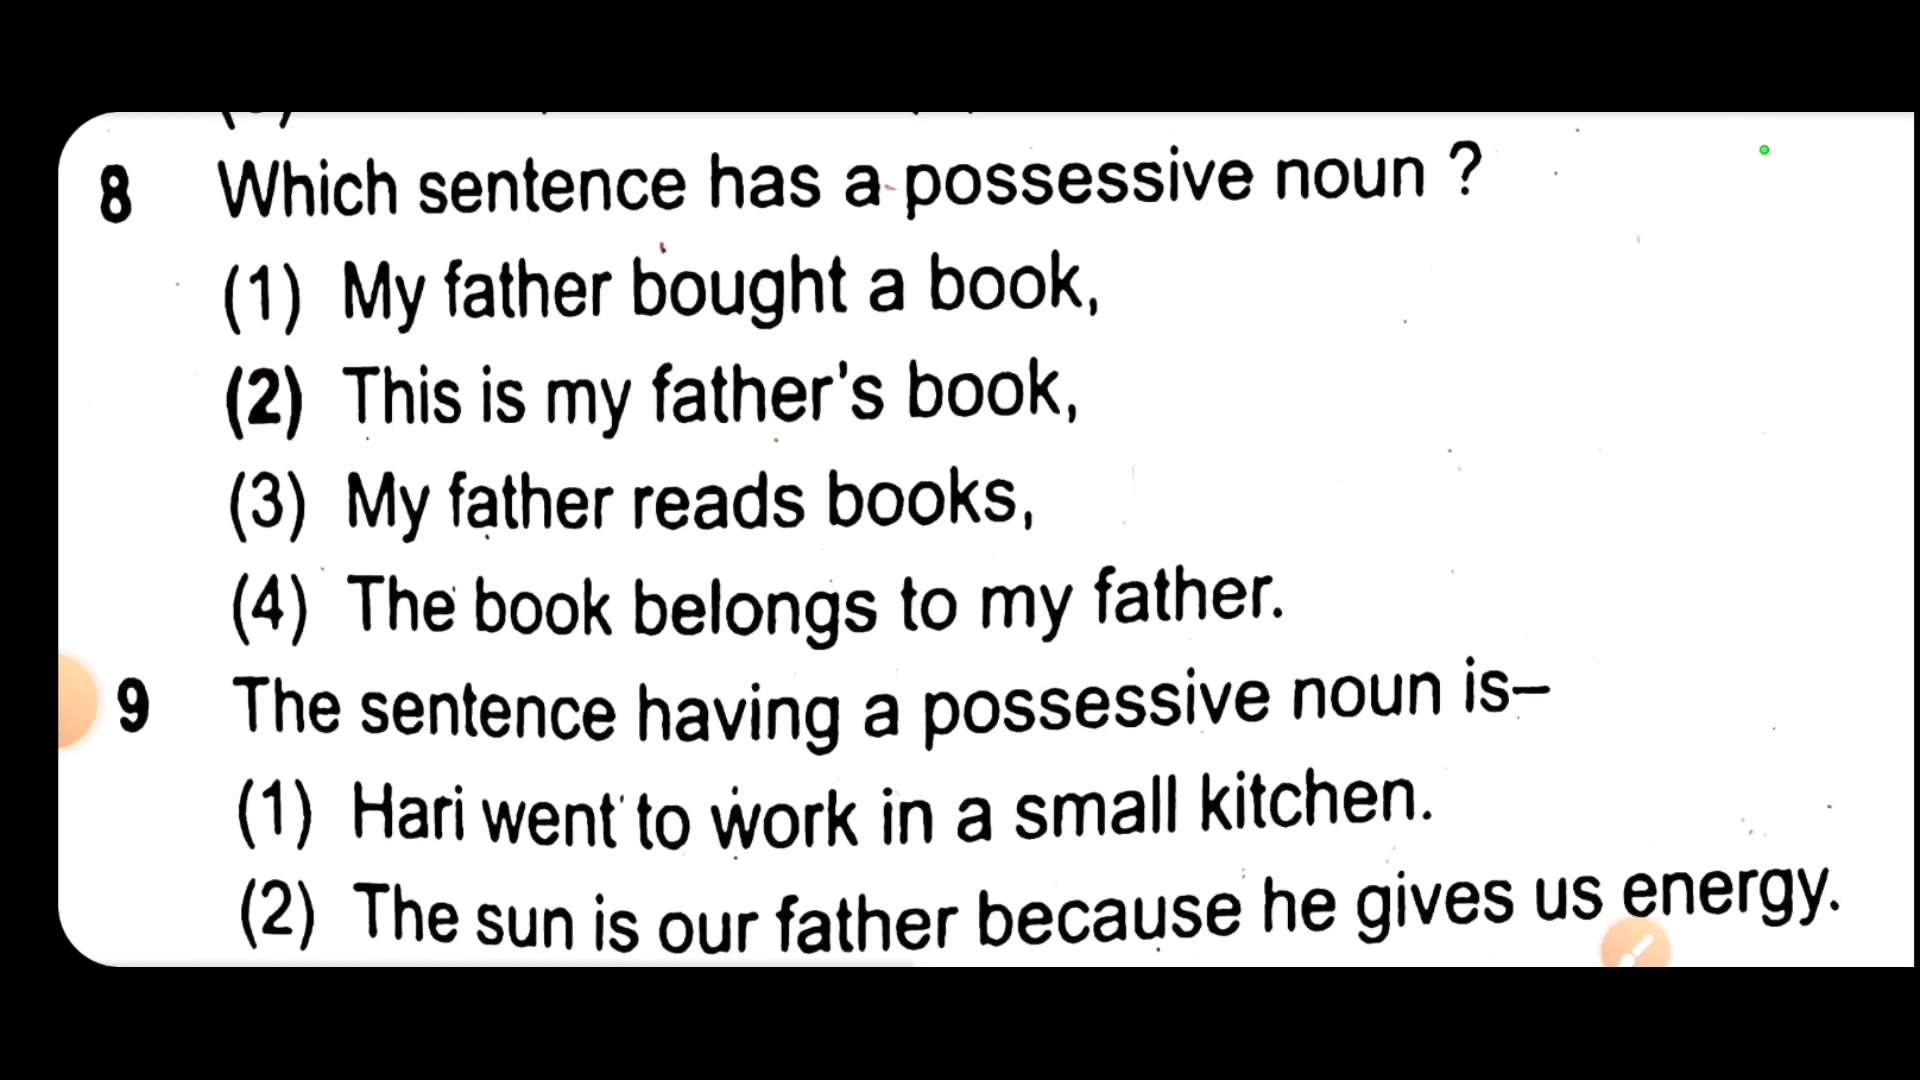 8 Which sentence has a possessive noun ?
(1) My father bought a book,
(2) This is my father's book,
(3) My father reads books,
(4) The book belongs to my father.
9 The sentence having a possessive noun is–
(1) Hari went to work in a small kitchen.
(2) The sun is our father because he gives us energy.